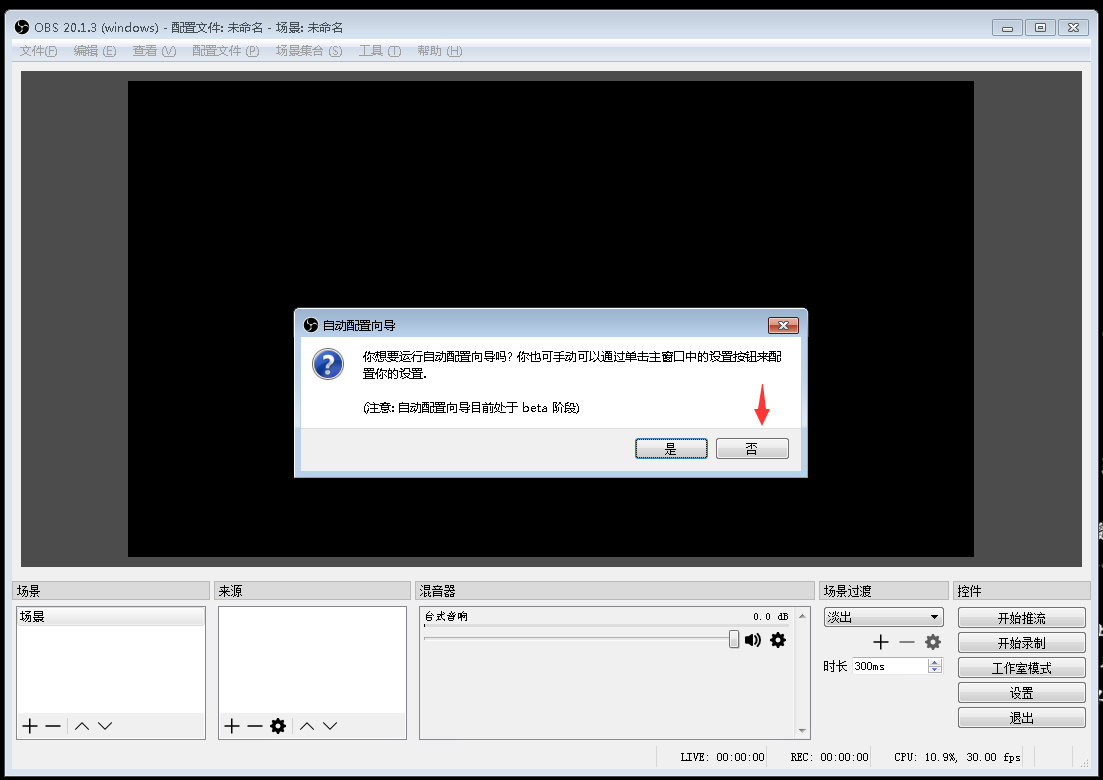 OBS 20.1.3 (windows) - 配置文件: 未命名 - 场景: 未命名
文件(F) 编辑 (E) 查看 (V) 配置文件 (P) 场景集合 (S) 工具 (T) 帮助 (H)
自动配置向导
你想要运行自动配置向导吗? 你也可手动可以通过单击主窗口中的设置按钮来配
置你的设置.
(注意: 自动配置向导目前处于 beta 阶段)
是 否
场景 来源 混音器 场景过渡 控件
场景
台式音响 0.0 dB
淡出
时长 300ms
开始推流
开始录制
工作室模式
设置
退出
LIVE: 00:00:00 REC: 00:00:00 CPU: 10.9%, 30.00 fps